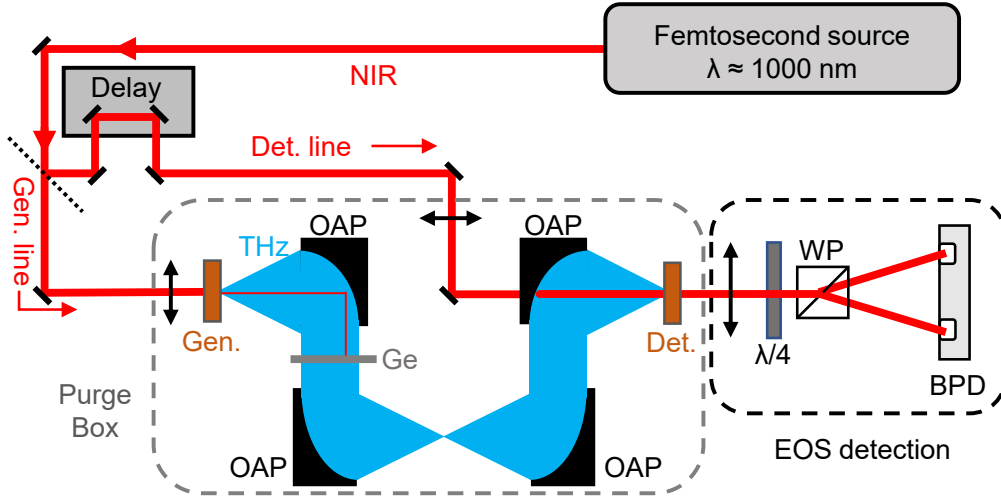 Femtosecond source
λ ≈ 1000 nm
NIR
Delay
Det. line
Gen. line
OAP
OAP
THz
WP
Gen.
Det.
Ge
λ/4
Purge
Box
BPD
OAP
OAP
EOS detection